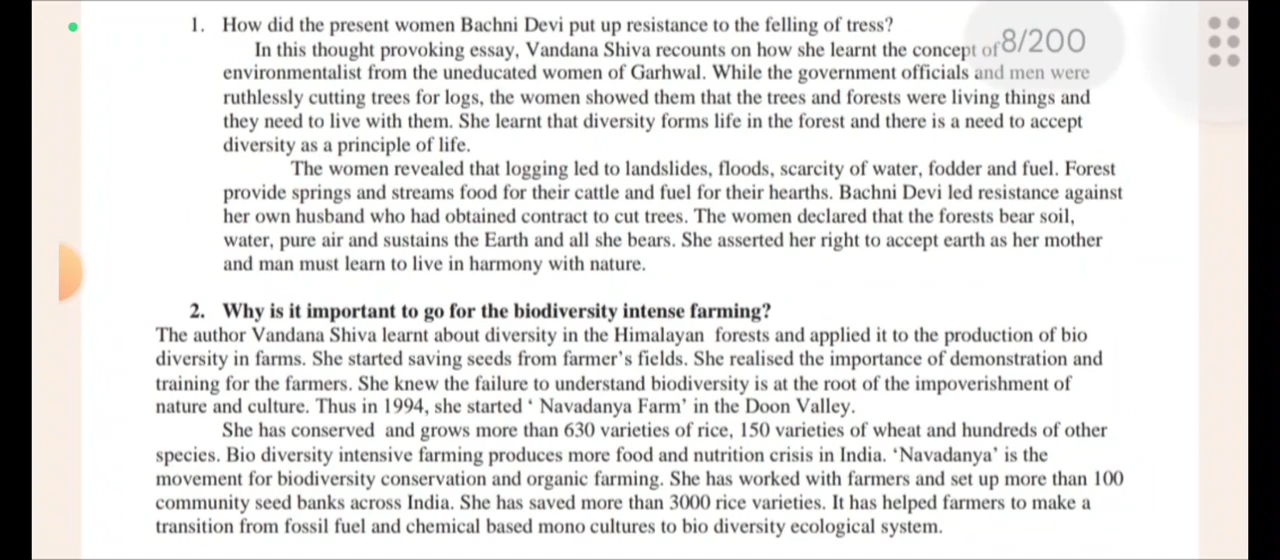 1. How did the present women Bachni Devi put up resistance to the felling of tress?
In this thought provoking essay, Vandana Shiva recounts on how she learnt the concept of
8/200
environmentalist from the uneducated women of Garhwal. While the government officials and men were
ruthlessly cutting trees for logs, the women showed them that the trees and forests were living things and
they need to live with them. She learnt that diversity forms life in the forest and there is a need to accept
diversity as a principle of life.
The women revealed that logging led to landslides, floods, scarcity of water, fodder and fuel. Forest
provide springs and streams food for their cattle and fuel for their hearths. Bachni Devi led resistance against
her own husband who had obtained contract to cut trees. The women declared that the forests bear soil,
water, pure air and sustains the Earth and all she bears. She asserted her right to accept earth as her mother
and man must learn to live in harmony with nature.
2. Why is it important to go for the biodiversity intense farming?
The author Vandana Shiva learnt about diversity in the Himalayan forests and applied it to the production of bio
diversity in farms. She started saving seeds from farmer's fields. She realised the importance of demonstration and
training for the farmers. She knew the failure to understand biodiversity is at the root of the impoverishment of
nature and culture. Thus in 1994, she started ‘ Navadanya Farm’ in the Doon Valley.
She has conserved and grows more than 630 varieties of rice, 150 varieties of wheat and hundreds of other
species. Bio diversity intensive farming produces more food and nutrition crisis in India. ‘Navadanya’ is the
movement for biodiversity conservation and organic farming. She has worked with farmers and set up more than 100
community seed banks across India. She has saved more than 3000 rice varieties. It has helped farmers to make a
transition from fossil fuel and chemical based mono cultures to bio diversity ecological system.